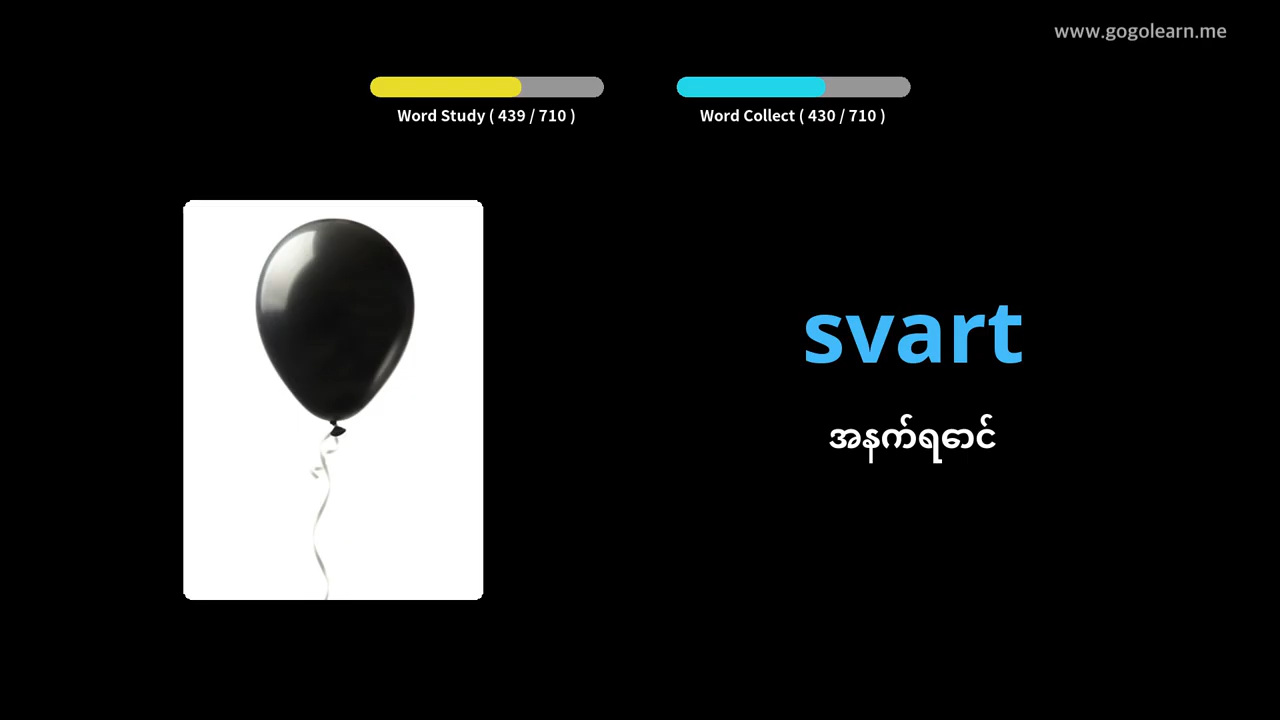 www.gogolearn.me
Word Study ( 439 / 710 )
Word Collect ( 430 / 710 )
svart
အနက်ရောင်